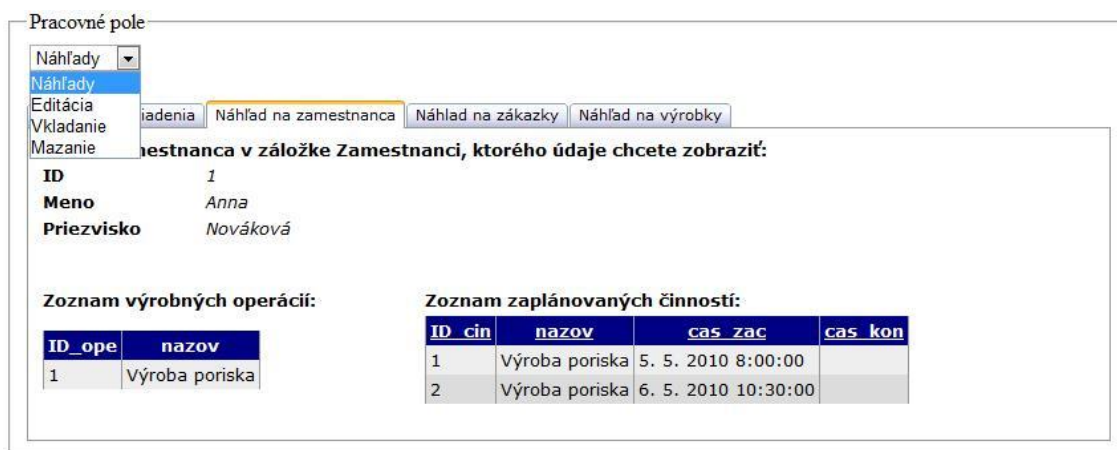 Pracovné pole
Náhľady
Náhľady
Editácia
Vkladanie
Mazanie
iadenia Náhľad na zamestnanca Náhlad na zákazky Náhľad na výrobky
nestnanca v záložke Zamestnanci, ktorého údaje chcete zobraziť:
ID 1
Meno Anna
Priezvisko Nováková
Zoznam výrobných operácií:
ID_ope nazov
1 Výroba poriska
Zoznam zaplánovaných činností:
ID_cin nazov cas_zac cas_kon
1 Výroba poriska 5. 5. 2010 8:00:00
2 Výroba poriska 6. 5. 2010 10:30:00